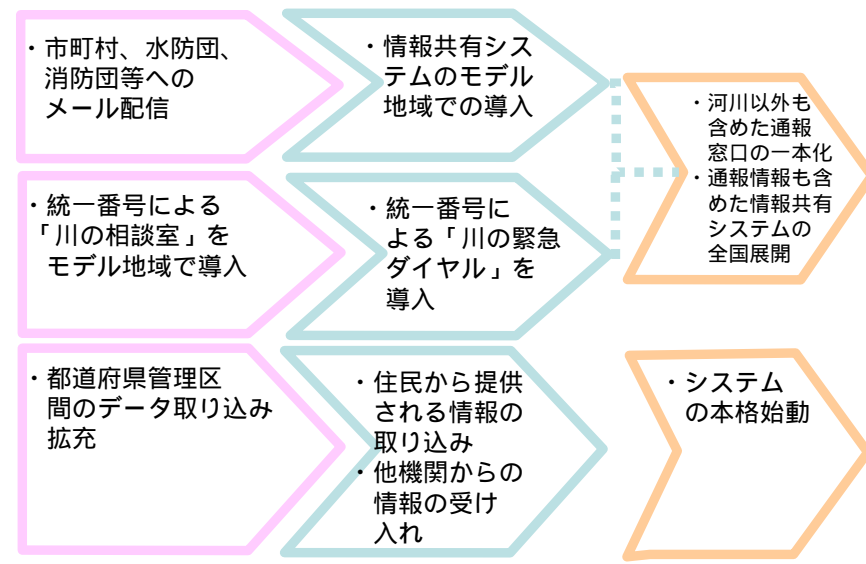 ・市町村、水防団、
消防団等への
メール配信
・情報共有シス
テムのモデル
地域での導入
・河川以外も
含めた通報
窓口の一本化
・通報情報も含
めた情報共有
システムの
全国展開
・統一番号による
「川の相談室」を
モデル地域で導入
・統一番号に
よる「川の緊急
ダイヤル」を
導入
・都道府県管理区
間のデータ取り込み
拡充
・住民から提供
される情報の
取り込み
・他機関からの
情報の受け
入れ
・システム
の本格始動